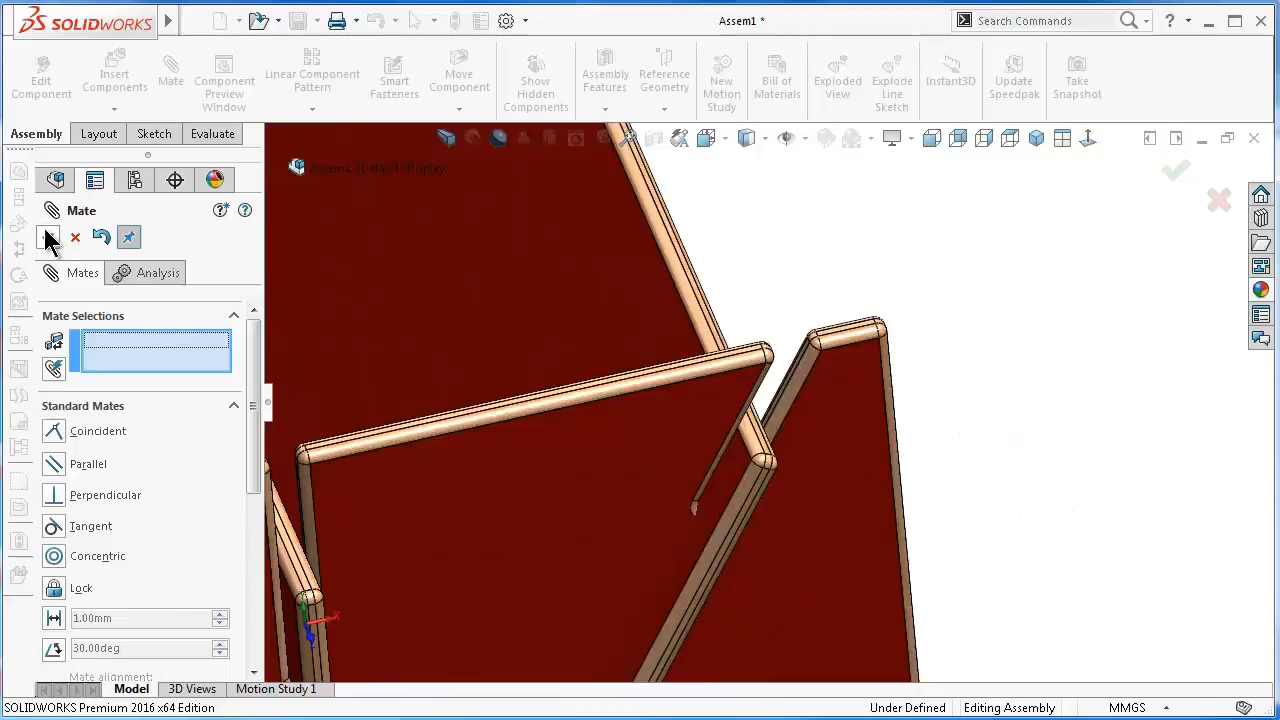 SOLIDWORKS
Assem1 *
Search Commands
Edit Component
Insert Components
Mate
Component Preview Window
Linear Component Pattern
Smart Fasteners
Move Component
Show Hidden Components
Assembly Features
Reference Geometry
New Motion Study
Bill of Materials
Exploded View
Explode Line Sketch
Instant3D
Update Speedpak
Take Snapshot
Assembly
Layout
Sketch
Evaluate
Mate
Mates
Analysis
Mate Selections
Standard Mates
Coincident
Parallel
Perpendicular
Tangent
Concentric
Lock
1.00mm
30.00deg
Mate alignment:
X
Model
3D Views
Motion Study 1
SOLIDWORKS Premium 2016 x64 Edition
Under Defined
Editing Assembly
MMGS